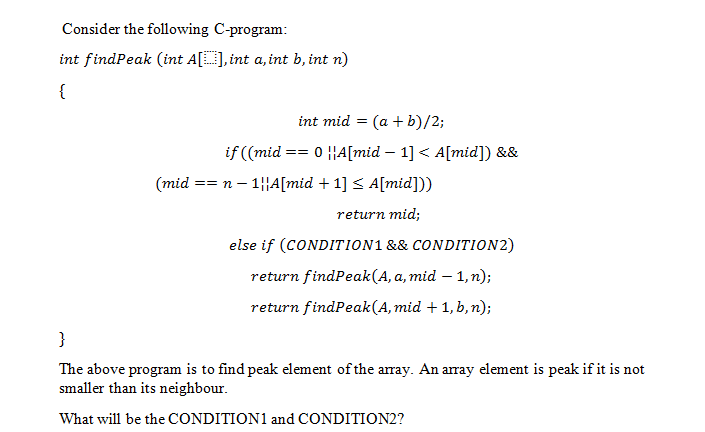 Consider the following C-program:
int findPeak (int A[⬚], int a, int b, int n)
{
int mid = (a + b)/2;
if((mid == 0 ¦¦A[mid − 1] < A[mid]) &&
(mid == n − 1¦¦A[mid + 1] ≤ A[mid]))
return mid;
else if (CONDITION1 && CONDITION2)
return findPeak(A, a, mid − 1, n);
return findPeak(A, mid + 1, b, n);
}
The above program is to find peak element of the array. An array element is peak if it is not
smaller than its neighbour.
What will be the CONDITION1 and CONDITION2?